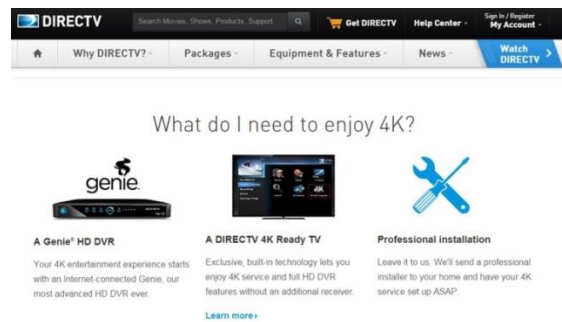 DIRECTV
Search Movies, Shows, Products, Support
Get DIRECTV
Help Center
Sign In / Register
My Account
Why DIRECTV?
Packages
Equipment & Features
News
Watch
DIRECTV
What do I need to enjoy 4K?
genie
A Genie® HD DVR
Your 4K entertainment experience starts
with an Internet-connected Genie, our
most advanced HD DVR ever.
A DIRECTV 4K Ready TV
Exclusive, built-in technology lets you
enjoy 4K service and full HD DVR
features without an additional receiver.
Learn more›
Professional installation
Leave it to us. We'll send a professional
installer to your home and have your 4K
service set up ASAP.